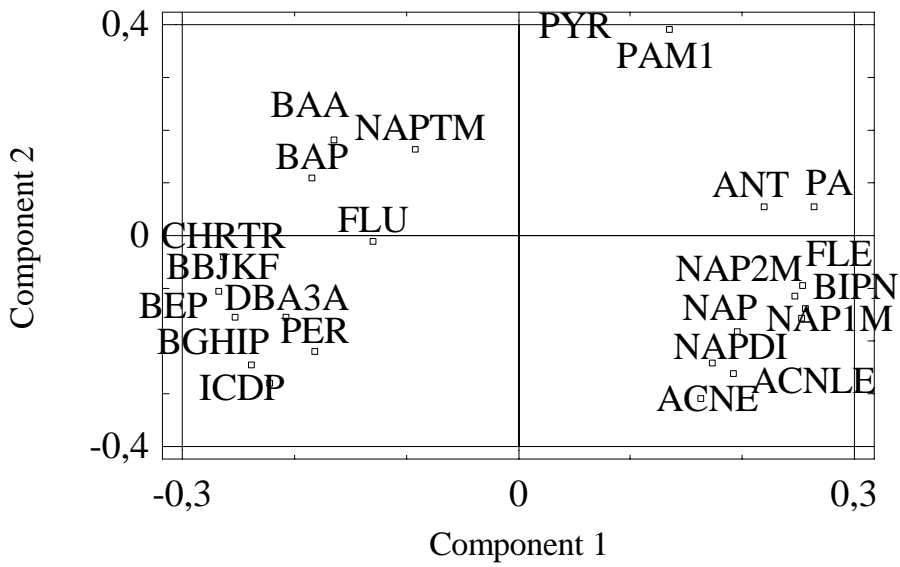 0,4
PYR
PAM1
BAA
NAPTM
BAP
ANT PA
FLU
0
CHRTR
FLE
BBJKF
NAP2M
BIPN
BEP
DBA3A
NAP
NAP1M
PER
BGHIP
NAPDI
ICDP
ACNLE
ACNE
-0,4
-0,3
0
0,3
Component 1
Component 2